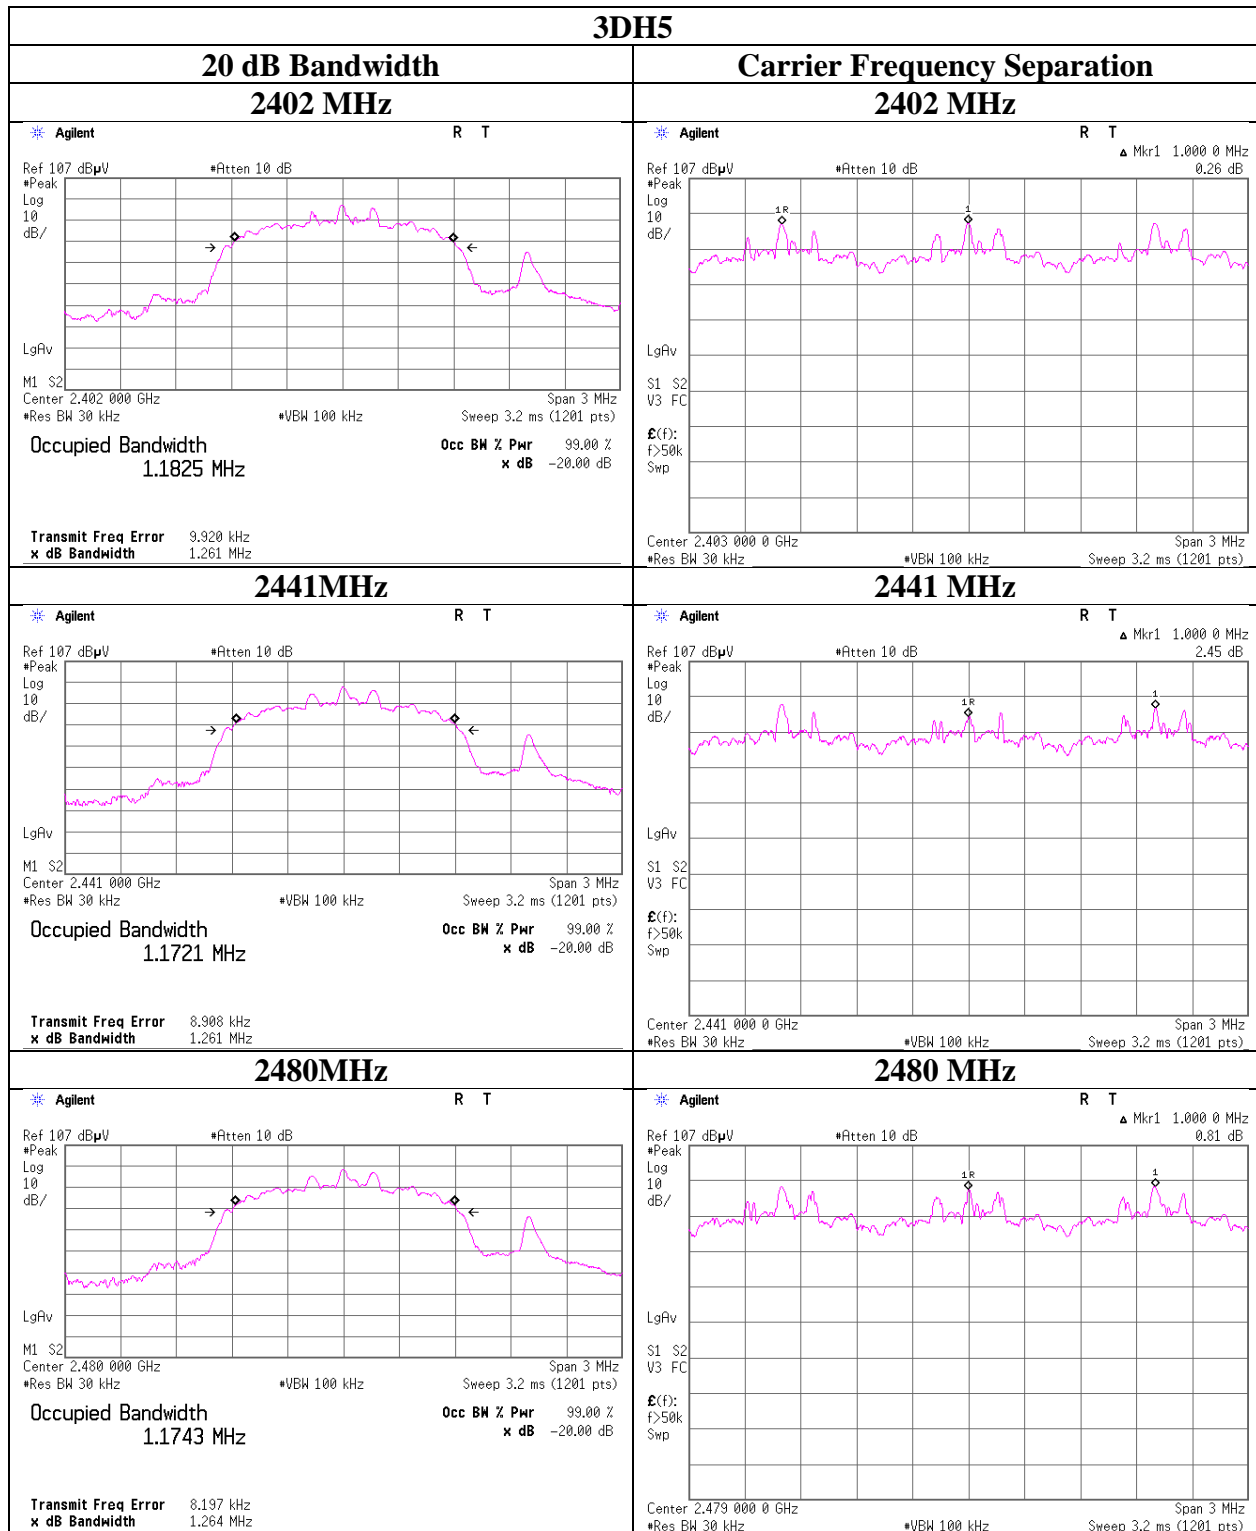 3DH5
20 dB Bandwidth
Carrier Frequency Separation
2402 MHz
2402 MHz
Agilent
R T
Ref 107 dBµV
#Atten 10 dB
#Peak
Log
10
dB/
LgAv
M1 S2
Center 2.402 000 GHz
Span 3 MHz
#Res BW 30 kHz
#VBW 100 kHz
Sweep 3.2 ms (1201 pts)
Occupied Bandwidth
1.1825 MHz
Occ BW % Pwr 99.00 %
x dB -20.00 dB
Transmit Freq Error 9.920 kHz
x dB Bandwidth 1.261 MHz
Agilent
R T
Δ Mkr1 1.000 0 MHz
Ref 107 dBµV
#Atten 10 dB
0.26 dB
#Peak
Log
10
dB/
1R
1
LgAv
S1 S2
V3 FC
£(f):
f>50k
Swp
Center 2.403 000 0 GHz
Span 3 MHz
#Res BW 30 kHz
#VBW 100 kHz
Sweep 3.2 ms (1201 pts)
2441MHz
2441 MHz
Agilent
R T
Ref 107 dBµV
#Atten 10 dB
#Peak
Log
10
dB/
LgAv
M1 S2
Center 2.441 000 GHz
Span 3 MHz
#Res BW 30 kHz
#VBW 100 kHz
Sweep 3.2 ms (1201 pts)
Occupied Bandwidth
1.1721 MHz
Occ BW % Pwr 99.00 %
x dB -20.00 dB
Transmit Freq Error 8.908 kHz
x dB Bandwidth 1.261 MHz
Agilent
R T
Δ Mkr1 1.000 0 MHz
Ref 107 dBµV
#Atten 10 dB
2.45 dB
#Peak
Log
10
dB/
1R
1
LgAv
S1 S2
V3 FC
£(f):
f>50k
Swp
Center 2.441 000 0 GHz
Span 3 MHz
#Res BW 30 kHz
#VBW 100 kHz
Sweep 3.2 ms (1201 pts)
2480MHz
2480 MHz
Agilent
R T
Ref 107 dBµV
#Atten 10 dB
#Peak
Log
10
dB/
LgAv
M1 S2
Center 2.480 000 GHz
Span 3 MHz
#Res BW 30 kHz
#VBW 100 kHz
Sweep 3.2 ms (1201 pts)
Occupied Bandwidth
1.1743 MHz
Occ BW % Pwr 99.00 %
x dB -20.00 dB
Transmit Freq Error 8.197 kHz
x dB Bandwidth 1.264 MHz
Agilent
R T
Δ Mkr1 1.000 0 MHz
Ref 107 dBµV
#Atten 10 dB
0.81 dB
#Peak
Log
10
dB/
1R
1
LgAv
S1 S2
V3 FC
£(f):
f>50k
Swp
Center 2.479 000 0 GHz
Span 3 MHz
#Res BW 30 kHz
#VBW 100 kHz
Sweep 3.2 ms (1201 pts)